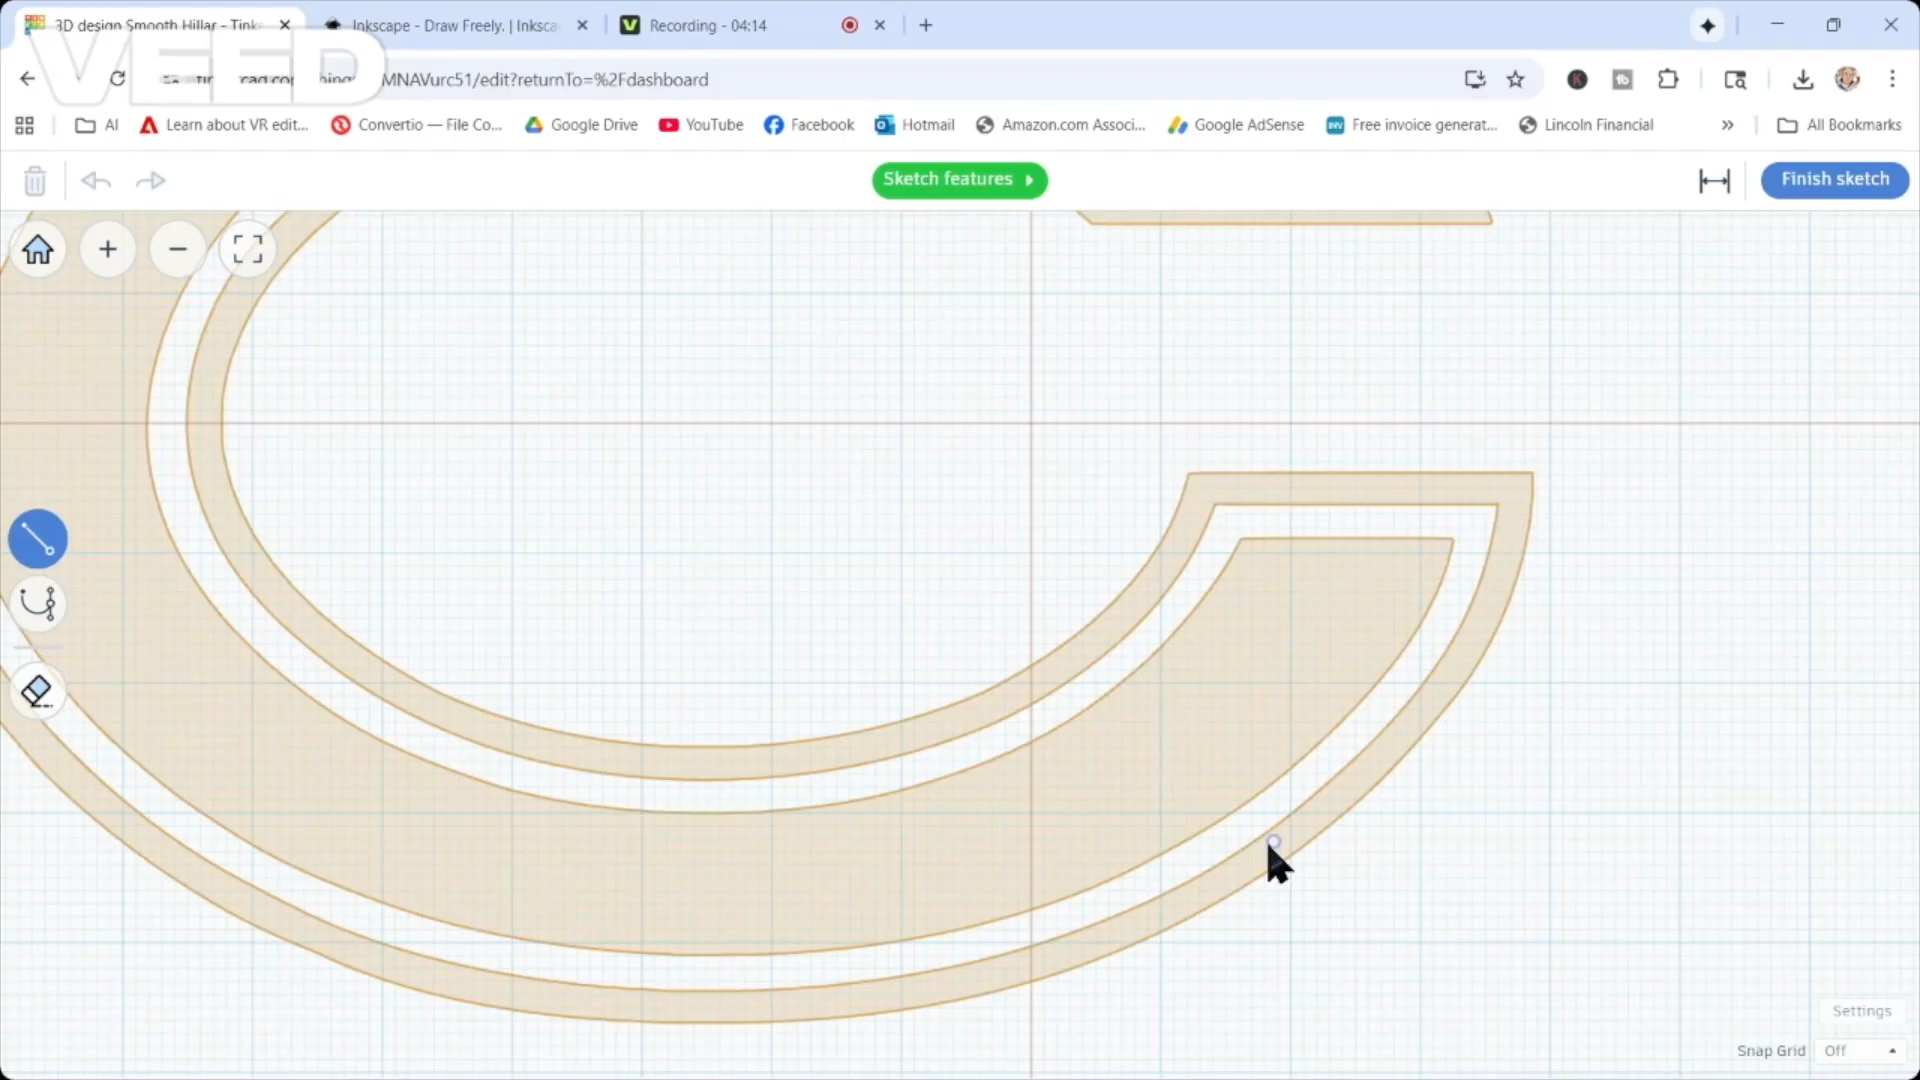 3D design Smooth Hillar - Tink
Inkscape - Draw Freely. | Inksca
Recording - 04:14
VEED
MNAVurc51/edit?returnTo=%2Fdashboard
AI
Learn about VR edit...
Convertio — File Co...
Google Drive
YouTube
Facebook
Hotmail
Amazon.com Associ...
Google AdSense
Free invoice generat...
Lincoln Financial
All Bookmarks
Sketch features
Finish sketch
Settings
Snap Grid Off